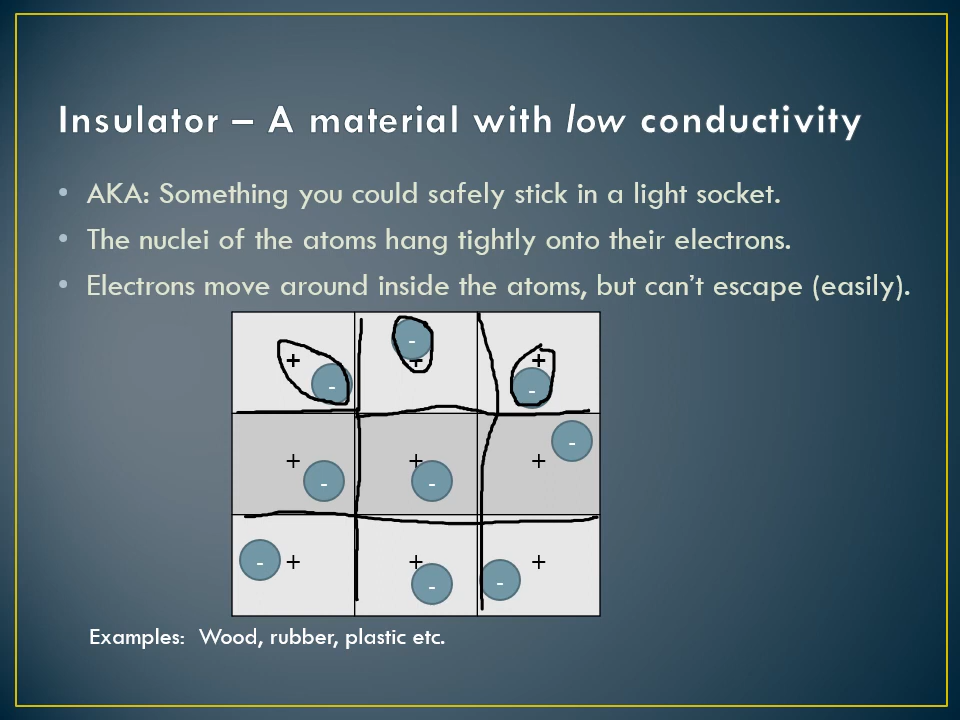 Insulator – A material with low conductivity
• AKA: Something you could safely stick in a light socket.
• The nuclei of the atoms hang tightly onto their electrons.
• Electrons move around inside the atoms, but can’t escape (easily).
+ - - + + -
+ - + - + -
- + + - - +
Examples: Wood, rubber, plastic etc.